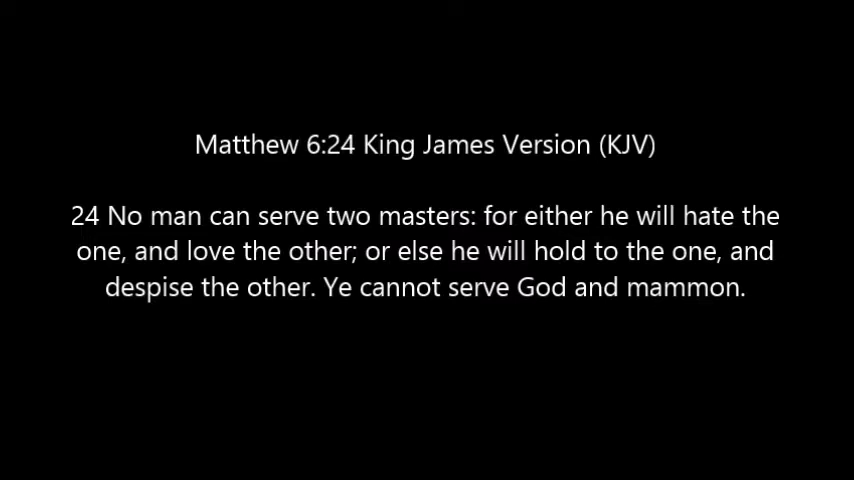 Matthew 6:24 King James Version (KJV)
24 No man can serve two masters: for either he will hate the
one, and love the other; or else he will hold to the one, and
despise the other. Ye cannot serve God and mammon.